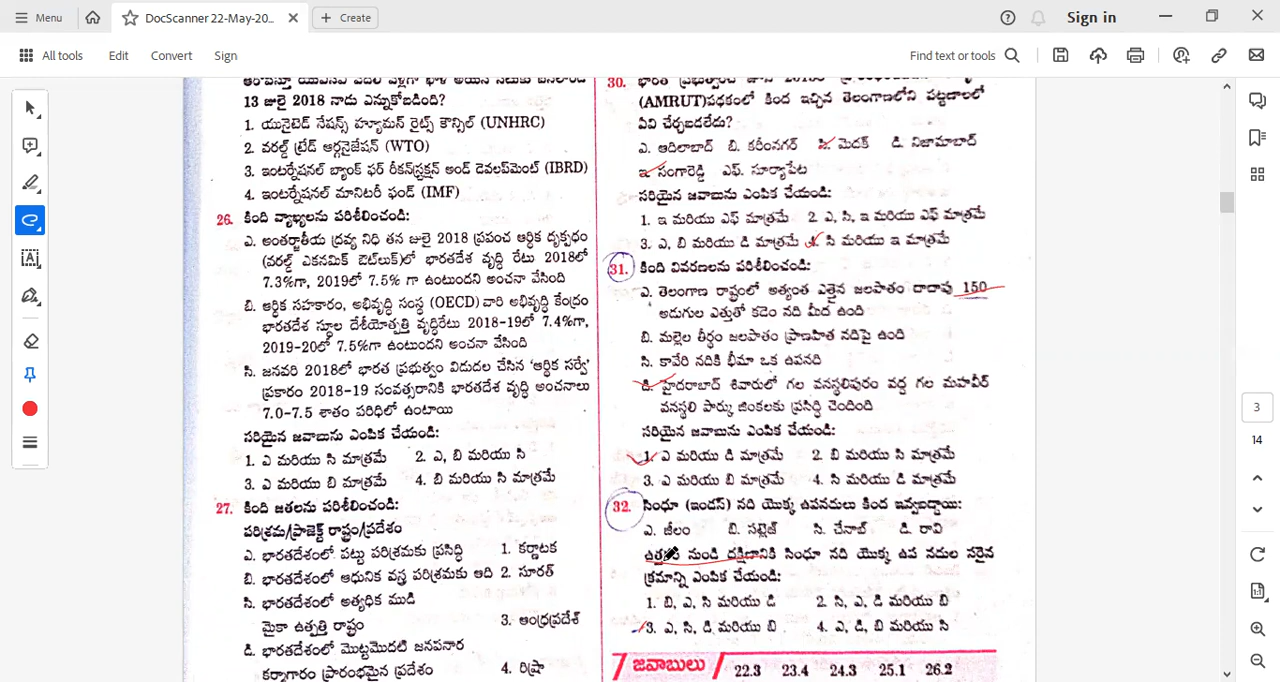 Menu
DocScanner 22-May-20...
Create
Sign in
All tools
Edit
Convert
Sign
Find text or tools
13 జులై 2018 నాడు ఎన్నుకోబడింది?
1. యునైటెడ్ నేషన్స్ హ్యూమన్ రైట్స్ కౌన్సిల్ (UNHRC)
2. వరల్డ్ ట్రేడ్ ఆర్గనైజేషన్ (WTO)
3. ఇంటర్నేషనల్ బ్యాంక్ ఫర్ రీకన్‌స్ట్రక్షన్ అండ్ డెవలప్‌మెంట్ (IBRD)
4. ఇంటర్నేషనల్ మానిటరీ ఫండ్ (IMF)
26. కింది వ్యాఖ్యలను పరిశీలించండి:
ఎ. అంతర్జాతీయ ద్రవ్య నిధి తన జులై 2018 ప్రపంచ ఆర్థిక దృక్పథం
(వరల్డ్ ఎకనమిక్ ఔట్‌లుక్)లో భారతదేశ వృద్ధి రేటు 2018లో
7.3%గా, 2019లో 7.5% గా ఉంటుందని అంచనా వేసింది
బి. ఆర్థిక సహకారం, అభివృద్ధి సంస్థ (OECD) వారి అభివృద్ధి కేంద్రం
భారతదేశ స్థూల దేశీయోత్పత్తి వృద్ధిరేటు 2018-19లో 7.4%గా,
2019-20లో 7.5%గా ఉంటుందని అంచనా వేసింది
సి. జనవరి 2018లో భారత ప్రభుత్వం విడుదల చేసిన 'ఆర్థిక సర్వే'
ప్రకారం 2018-19 సంవత్సరానికి భారతదేశ వృద్ధి అంచనాలు
7.0-7.5 శాతం పరిధిలో ఉంటాయి
సరియైన జవాబును ఎంపిక చేయండి:
1. ఎ మరియు సి మాత్రమే 2. ఎ, బి మరియు సి
3. ఎ మరియు బి మాత్రమే 4. బి మరియు సి మాత్రమే
27. కింది జతలను పరిశీలించండి:
పరిశ్రమ/ప్రాజెక్ట్ రాష్ట్రం/ప్రదేశం
ఎ. భారతదేశంలో పట్టు పరిశ్రమకు ప్రసిద్ధి 1. కర్ణాటక
బి. భారతదేశంలో ఆధునిక వస్త్ర పరిశ్రమకు ఆది 2. సూరత్
సి. భారతదేశంలో అత్యధిక ముడి
మైకా ఉత్పత్తి రాష్ట్రం 3. ఆంధ్రప్రదేశ్
డి. భారతదేశంలో మొట్టమొదటి జనపనార
కర్మాగారం ప్రారంభమైన ప్రదేశం 4. రిష్రా
30.
(AMRUT)పథకంలో కింద ఇచ్చిన తెలంగాణలోని పట్టణాలలో
ఏవి చేర్చబడలేదు?
ఎ. ఆదిలాబాద్ బి. కరీంనగర్ సి. మెదక్ డి. నిజామాబాద్
ఇ. సంగారెడ్డి ఎఫ్. సూర్యాపేట
సరియైన జవాబును ఎంపిక చేయండి:
1. ఇ మరియు ఎఫ్ మాత్రమే 2. ఎ, సి, ఇ మరియు ఎఫ్ మాత్రమే
3. ఎ, బి మరియు డి మాత్రమే 4. సి మరియు ఇ మాత్రమే
31. కింది వివరణలను పరిశీలించండి:
ఎ. తెలంగాణ రాష్ట్రంలో అత్యంత ఎత్తైన జలపాతం దాదాపు 150
అడుగుల ఎత్తుతో కడెం నది మీద ఉంది
బి. మల్లెల తీర్థం జలపాతం ప్రాణహిత నదిపై ఉంది
సి. కావేరి నదికి భీమా ఒక ఉపనది
డి. హైదరాబాద్ శివారులో గల వనస్థలిపురం వద్ద గల మహావీర్
వనస్థలి పార్కు జింకలకు ప్రసిద్ధి చెందింది
సరియైన జవాబును ఎంపిక చేయండి:
1. ఎ మరియు డి మాత్రమే 2. బి మరియు సి మాత్రమే
3. ఎ మరియు బి మాత్రమే 4. సి మరియు డి మాత్రమే
32. సింధూ (ఇండస్) నది యొక్క ఉపనదులు కింద ఇవ్వబడ్డాయి:
ఎ. జీలం బి. సట్లెజ్ సి. చేనాబ్ డి. రావి
నుండి దక్షిణానికి సింధూ నది యొక్క ఉప నదుల సరైన
క్రమాన్ని ఎంపిక చేయండి:
1. బి, ఎ, సి మరియు డి 2. సి, ఎ, డి మరియు బి
3. ఎ, సి, డి మరియు బి 4. ఎ, డి, బి మరియు సి
జవాబులు 22.3 23.4 24.3 25.1 26.2
3
14